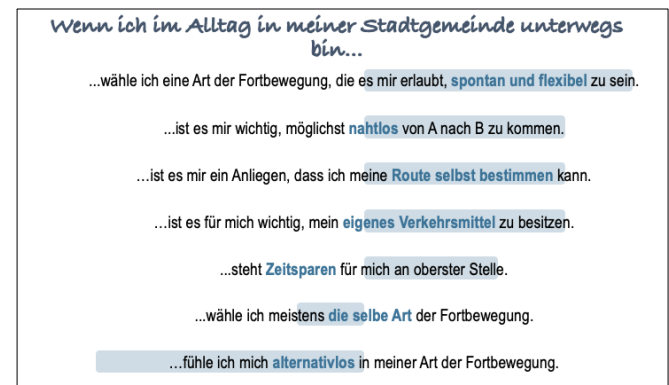 Wenn ich im Alltag in meiner Stadtgemeinde unterwegs
bin...
...wähle ich eine Art der Fortbewegung, die es mir erlaubt, spontan und flexibel zu sein.
...ist es mir wichtig, möglichst nahtlos von A nach B zu kommen.
...ist es mir ein Anliegen, dass ich meine Route selbst bestimmen kann.
...ist es für mich wichtig, mein eigenes Verkehrsmittel zu besitzen.
...steht Zeitsparen für mich an oberster Stelle.
...wähle ich meistens die selbe Art der Fortbewegung.
...fühle ich mich alternativlos in meiner Art der Fortbewegung.